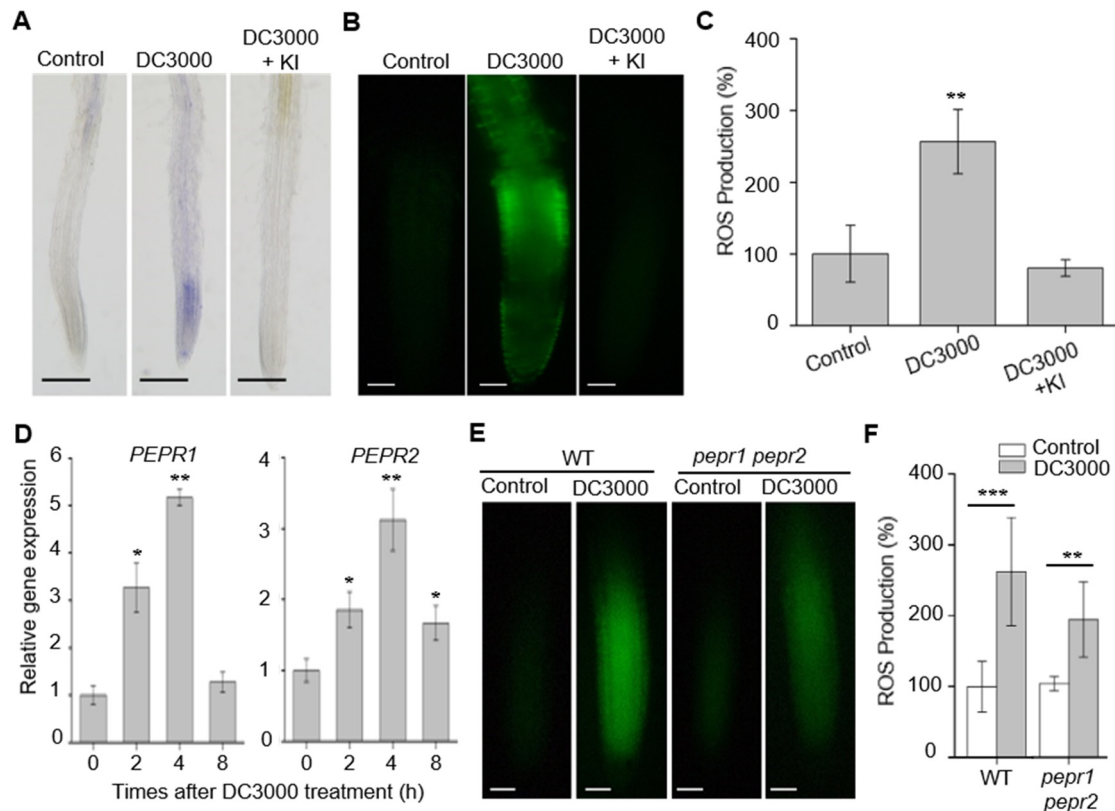 A
Control
DC3000
DC3000
+ KI
B
Control
DC3000
DC3000
+ KI
C
ROS Production (%)
400
300
200
100
0
Control
DC3000
DC3000
+KI
**
D
Relative gene expression
PEPR1
6
5
4
3
2
1
0
*
**
0 2 4 8
PEPR2
4
3
2
1
0
*
**
*
0 2 4 8
Times after DC3000 treatment (h)
E
WT
pepr1 pepr2
Control DC3000 Control DC3000
F
Control
DC3000
ROS Production (%)
400
300
200
100
0
***
**
WT
pepr1
pepr2